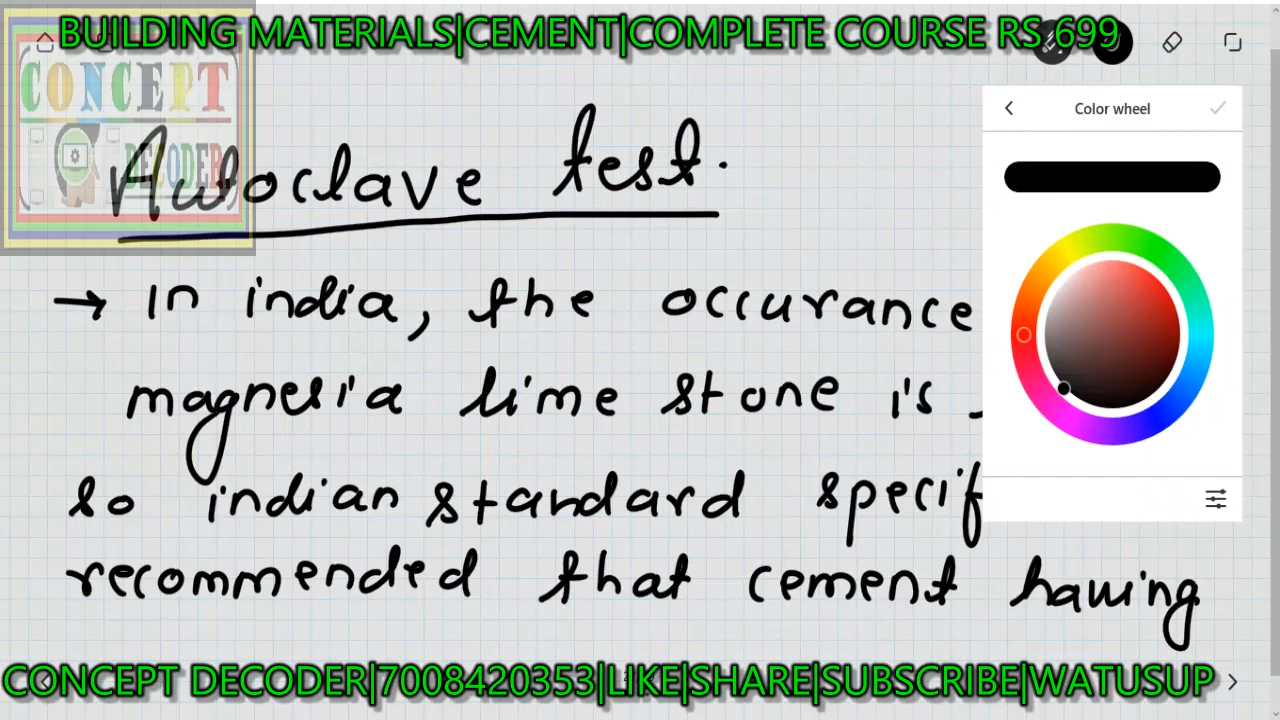 BUILDING MATERIALS|CEMENT|COMPLETE COURSE RS 699
CONCEPT
DECODER
Color wheel
Autoclave test.
→ In india, the occurance
magnesia lime stone is
so indian standard specif
recommended that cement having
CONCEPT DECODER|7008420353|LIKE|SHARE|SUBSCRIBE|WATUSUP